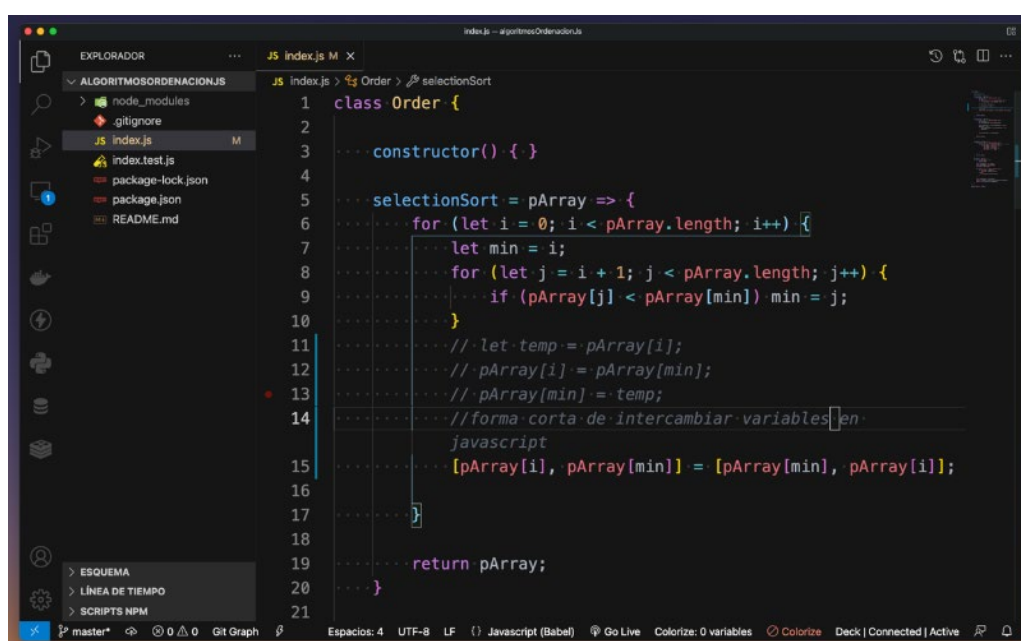 index.js — algoritmosOrdenacionJs
EXPLORADOR
ALGORITMOSORDENACIONJS
node_modules
.gitignore
JS index.js M
index.test.js
package-lock.json
package.json
README.md
ESQUEMA
LÍNEA DE TIEMPO
SCRIPTS NPM
1
JS index.js M ×
JS index.js > Order > selectionSort
1 class Order {
2
3 constructor() { }
4
5 selectionSort = pArray => {
6 for (let i = 0; i < pArray.length; i++) {
7 let min = i;
8 for (let j = i + 1; j < pArray.length; j++) {
9 if (pArray[j] < pArray[min]) min = j;
10 }
11 // let temp = pArray[i];
12 // pArray[i] = pArray[min];
13 // pArray[min] = temp;
14 //forma corta de intercambiar variables en
javascript
15 [pArray[i], pArray[min]] = [pArray[min], pArray[i]];
16
17 }
18
19 return pArray;
20 }
21
master* 0 0 Git Graph Espacios: 4 UTF-8 LF {} Javascript (Babel) Go Live Colorize: 0 variables Colorize Deck | Connected | Active